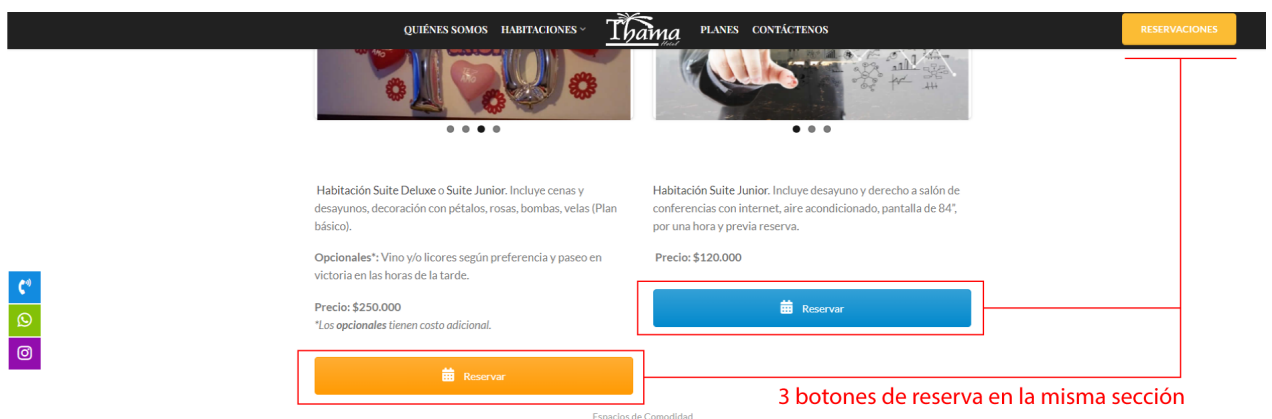 QUIÉNES SOMOS HABITACIONES Thama Hotel PLANES CONTÁCTENOS RESERVACIONES
Habitación Suite Deluxe o Suite Junior. Incluye cenas y
desayunos, decoración con pétalos, rosas, bombas, velas (Plan
básico).
Opcionales*: Vino y/o licores según preferencia y paseo en
victoria en las horas de la tarde.
Precio: $250.000
*Los opcionales tienen costo adicional.
Reservar
Habitación Suite Junior. Incluye desayuno y derecho a salón de
conferencias con internet, aire acondicionado, pantalla de 84",
por una hora y previa reserva.
Precio: $120.000
Reservar
3 botones de reserva en la misma sección
Espacios de Comodidad